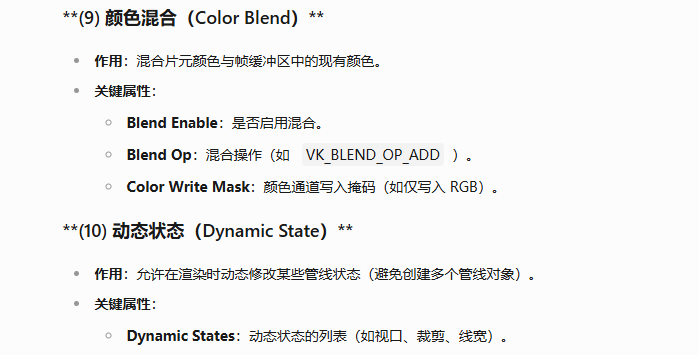 **(9) 颜色混合（Color Blend）**
作用：混合片元颜色与帧缓冲区中的现有颜色。
关键属性：
Blend Enable：是否启用混合。
Blend Op：混合操作（如 VK_BLEND_OP_ADD ）。
Color Write Mask：颜色通道写入掩码（如仅写入 RGB）。
**(10) 动态状态（Dynamic State）**
作用：允许在渲染时动态修改某些管线状态（避免创建多个管线对象）。
关键属性：
Dynamic States：动态状态的列表（如视口、裁剪、线宽）。